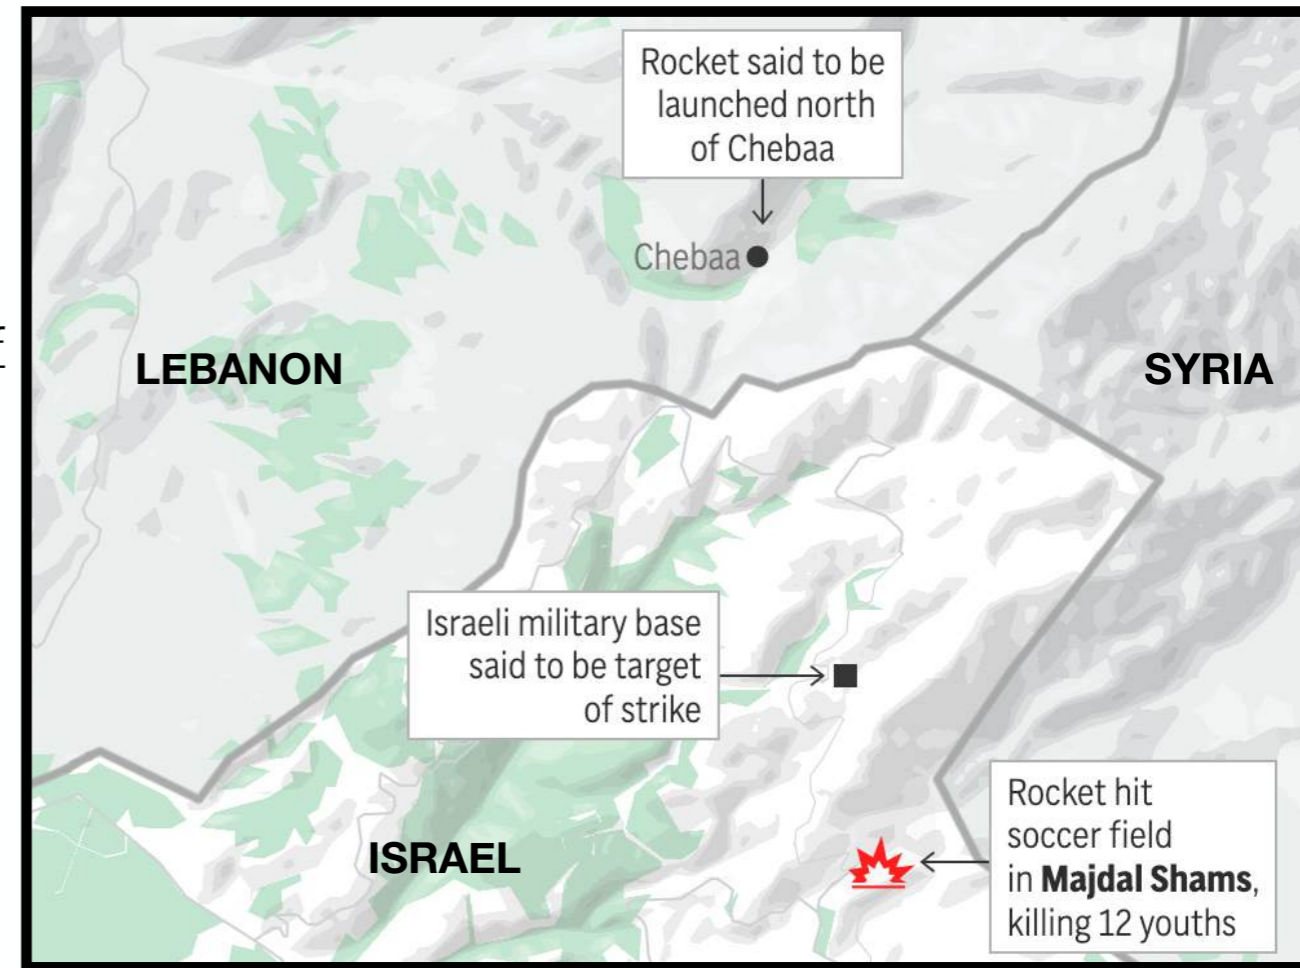 Rocket said to be
launched north
of Chebaa
Chebaa
LEBANON
SYRIA
Israeli military base
said to be target
of strike
ISRAEL
Rocket hit
soccer field
in Majdal Shams,
killing 12 youths